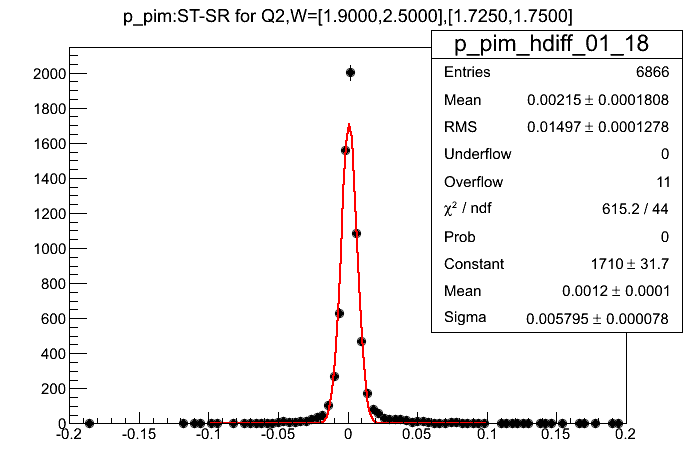 p_pim:ST-SR for Q2,W=[1.9000,2.5000],[1.7250,1.7500]
p_pim_hdiff_01_18
Entries 6866
Mean 0.00215 ± 0.0001808
RMS 0.01497 ± 0.0001278
Underflow 0
Overflow 11
χ² / ndf 615.2 / 44
Prob 0
Constant 1710 ± 31.7
Mean 0.0012 ± 0.0001
Sigma 0.005795 ± 0.000078
2000
1800
1600
1400
1200
1000
800
600
400
200
0
-0.2 -0.15 -0.1 -0.05 0 0.05 0.1 0.15 0.2